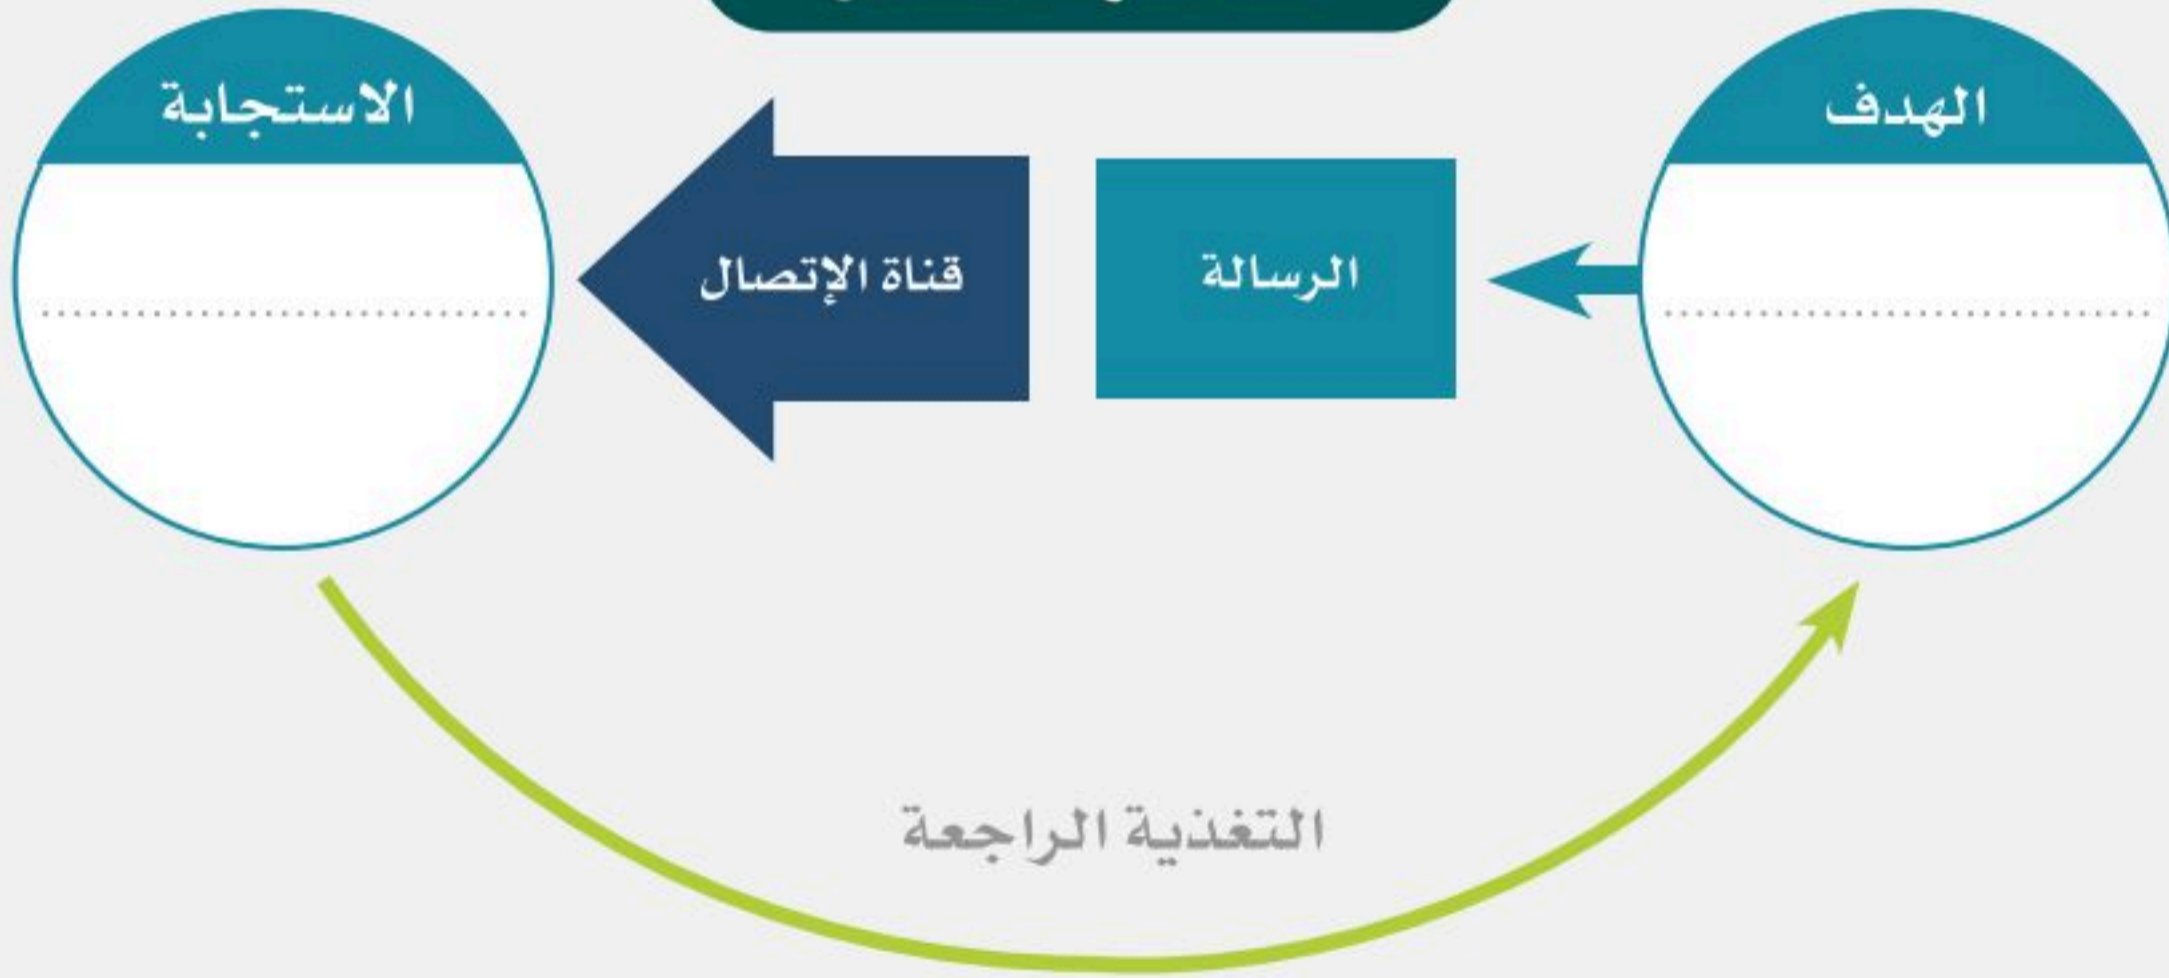 الهدف
الرسالة
قناة الإتصال
الاستجابة
التغذية الراجعة